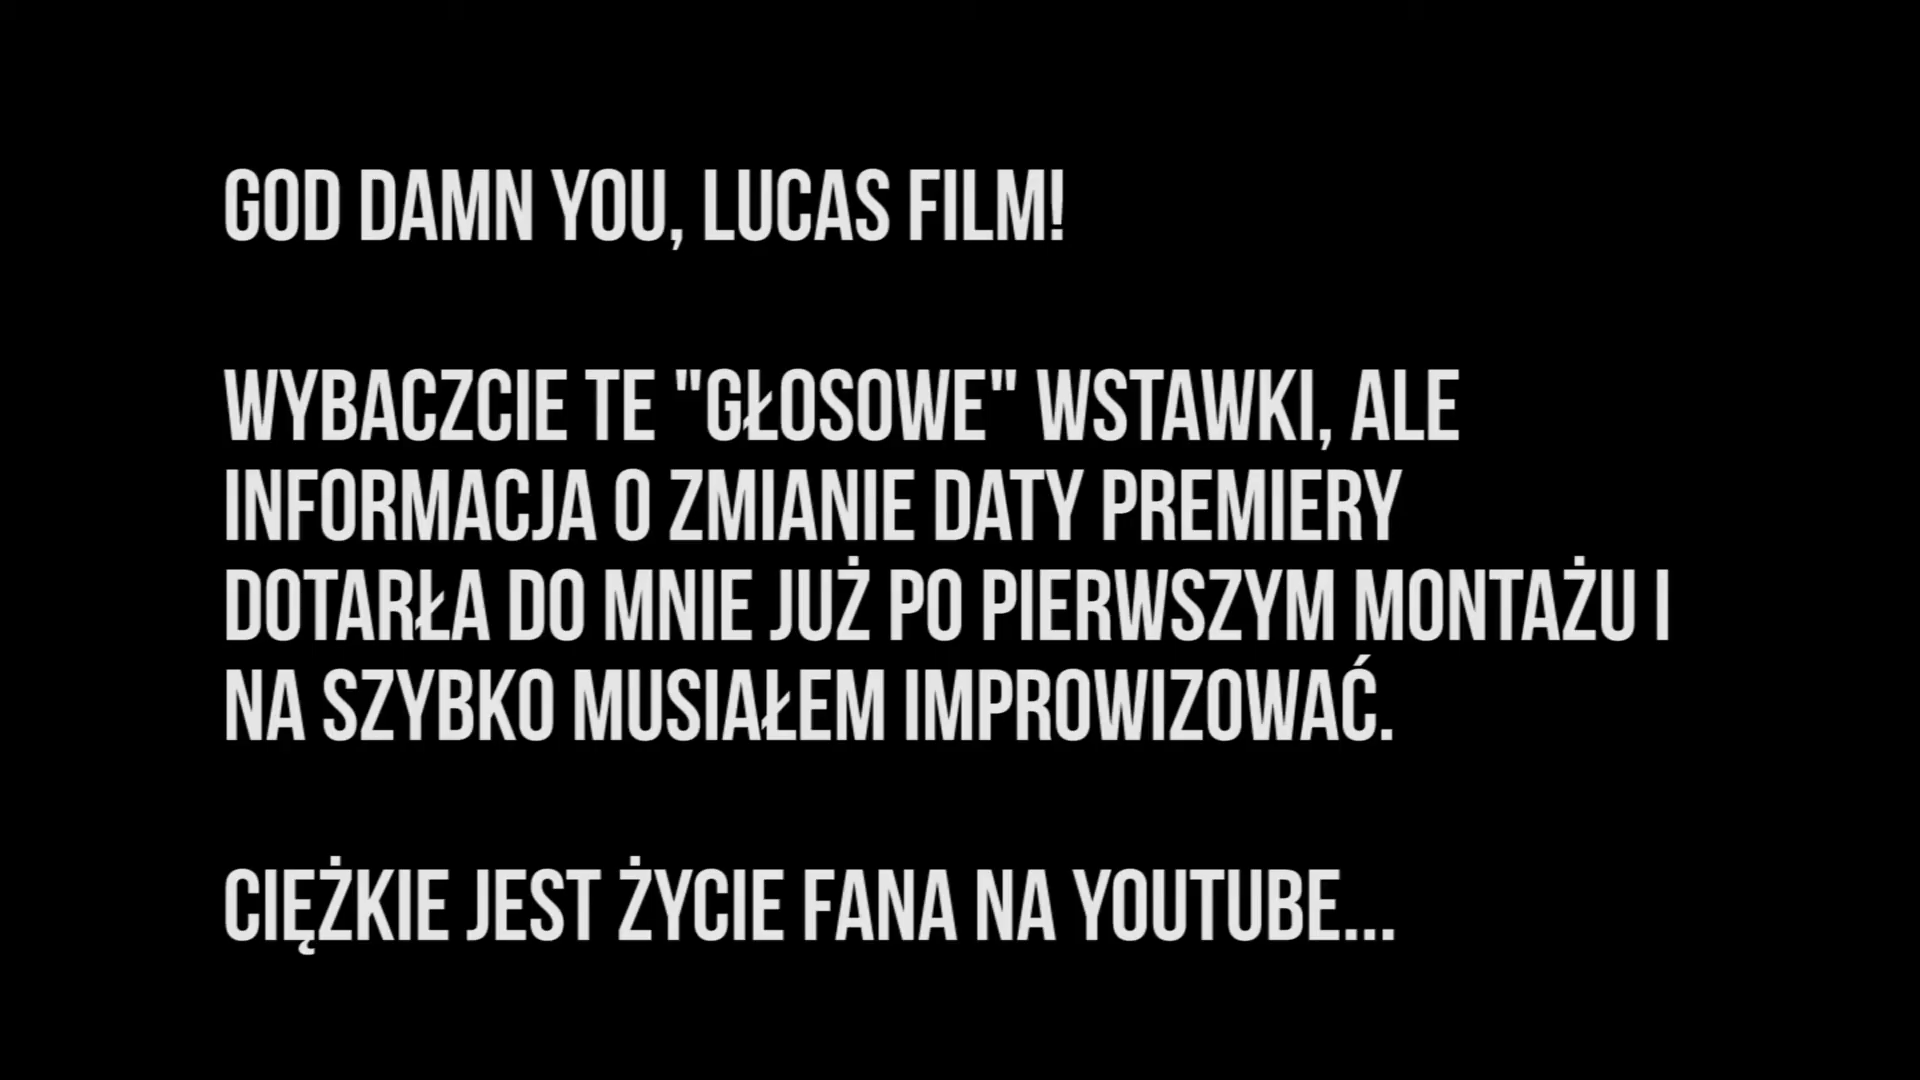 GOD DAMN YOU, LUCAS FILM!
WYBACZCIE TE "GŁOSOWE" WSTAWKI, ALE
INFORMACJA O ZMIANIE DATY PREMIERY
DOTARŁA DO MNIE JUŻ PO PIERWSZYM MONTAŻU I
NA SZYBKO MUSIAŁEM IMPROWIZOWAĆ.
CIĘŻKIE JEST ŻYCIE FANA NA YOUTUBE...